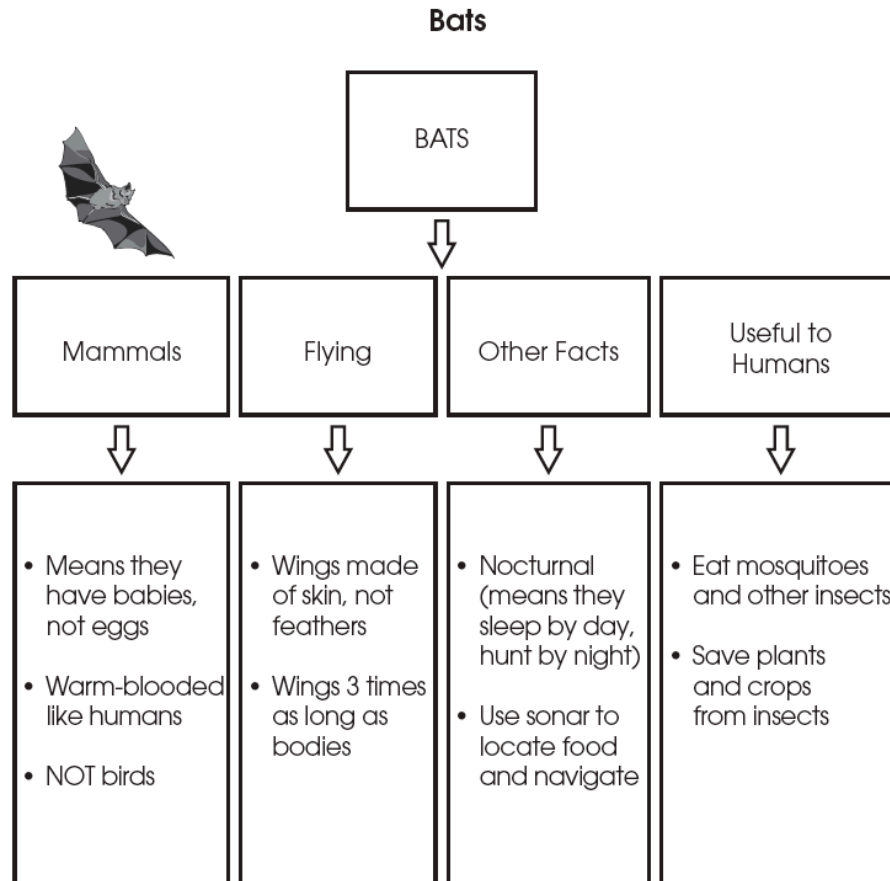 Bats
BATS
Mammals
Flying
Other Facts
Useful to
Humans
• Means they
have babies,
not eggs
• Warm-blooded
like humans
• NOT birds
• Wings made
of skin, not
feathers
• Wings 3 times
as long as
bodies
• Nocturnal
(means they
sleep by day,
hunt by night)
• Use sonar to
locate food
and navigate
• Eat mosquitoes
and other insects
• Save plants
and crops
from insects